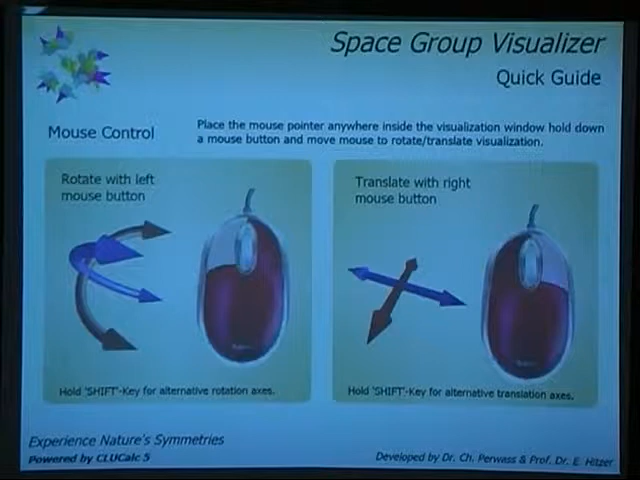 Space Group Visualizer
Quick Guide
Mouse Control
Place the mouse pointer anywhere inside the visualization window hold down
a mouse button and move mouse to rotate/translate visualization.
Rotate with left
mouse button
Translate with right
mouse button
Hold 'SHIFT'-Key for alternative rotation axes.
Hold 'SHIFT'-Key for alternative translation axes.
Experience Nature's Symmetries
Powered by CLUCalc 5
Developed by Dr. Ch. Perwass & Prof. Dr. E. Hitzer